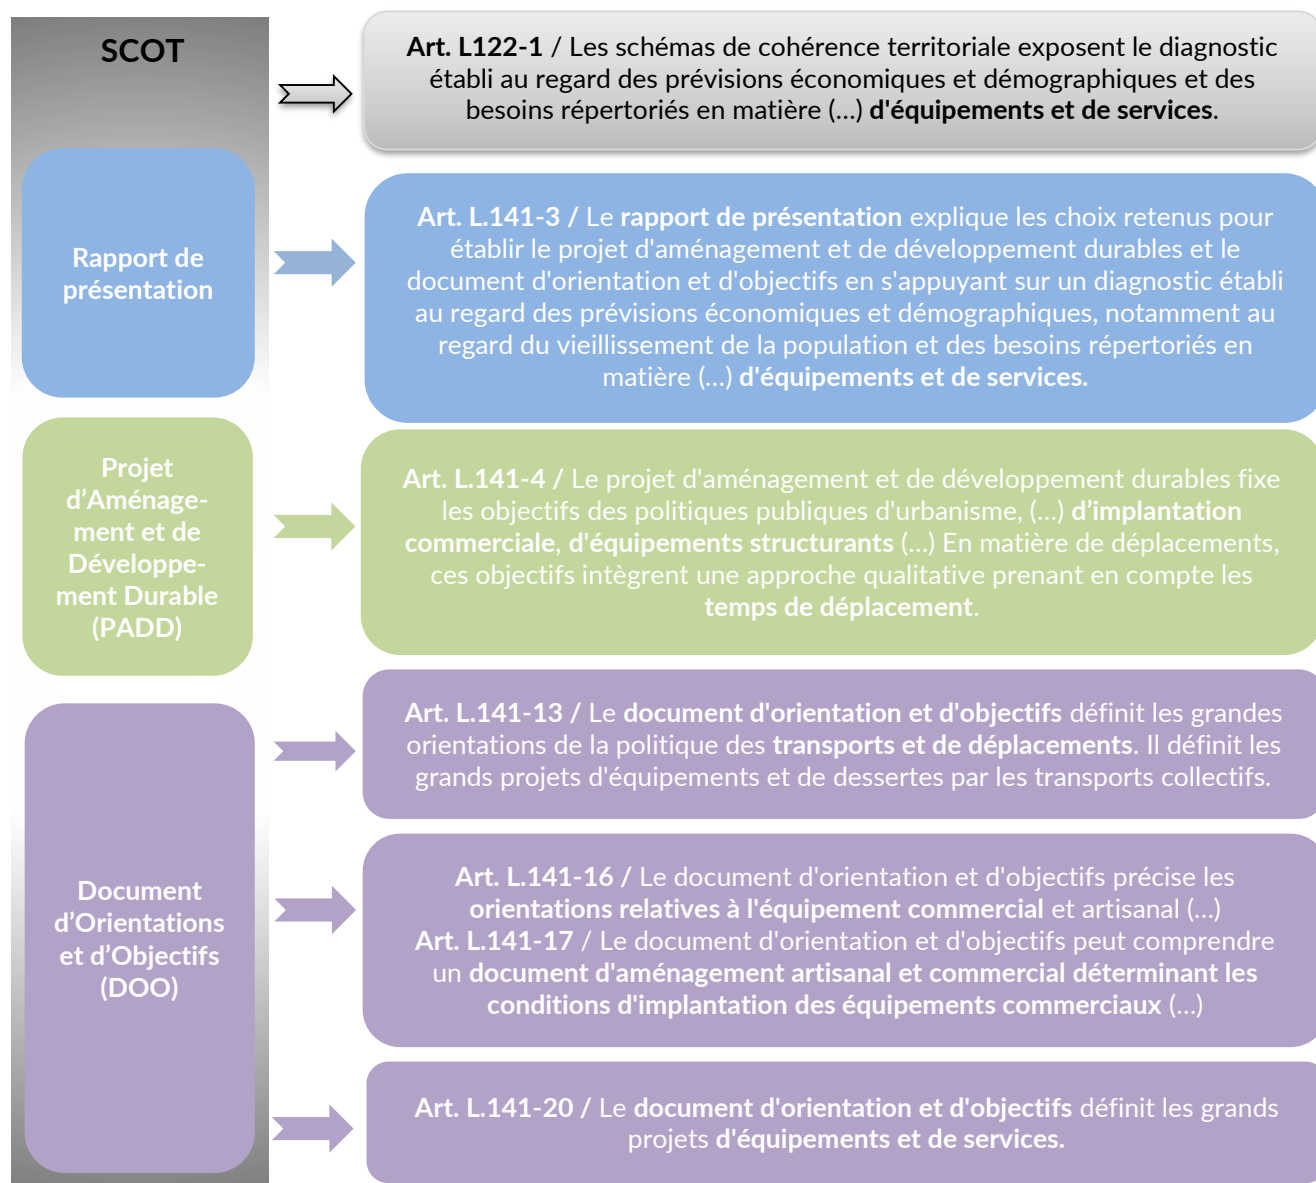 SCOT
Art. L122-1 / Les schémas de cohérence territoriale exposent le diagnostic
établi au regard des prévisions économiques et démographiques et des
besoins répertoriés en matière (...) d'équipements et de services.
Rapport de
présentation
Art. L.141-3 / Le rapport de présentation explique les choix retenus pour
établir le projet d'aménagement et de développement durables et le
document d'orientation et d'objectifs en s'appuyant sur un diagnostic établi
au regard des prévisions économiques et démographiques, notamment au
regard du vieillissement de la population et des besoins répertoriés en
matière (...) d'équipements et de services.
Projet
d’Aménage-
ment et de
Développe-
ment Durable
(PADD)
Art. L.141-4 / Le projet d'aménagement et de développement durables fixe
les objectifs des politiques publiques d'urbanisme, (...) d’implantation
commerciale, d'équipements structurants (...) En matière de déplacements,
ces objectifs intègrent une approche qualitative prenant en compte les
temps de déplacement.
Document
d’Orientations
et d’Objectifs
(DOO)
Art. L.141-13 / Le document d'orientation et d'objectifs définit les grandes
orientations de la politique des transports et de déplacements. Il définit les
grands projets d'équipements et de dessertes par les transports collectifs.
Art. L.141-16 / Le document d'orientation et d'objectifs précise les
orientations relatives à l'équipement commercial et artisanal (...)
Art. L.141-17 / Le document d'orientation et d'objectifs peut comprendre
un document d'aménagement artisanal et commercial déterminant les
conditions d'implantation des équipements commerciaux (...)
Art. L.141-20 / Le document d'orientation et d'objectifs définit les grands
projets d'équipements et de services.